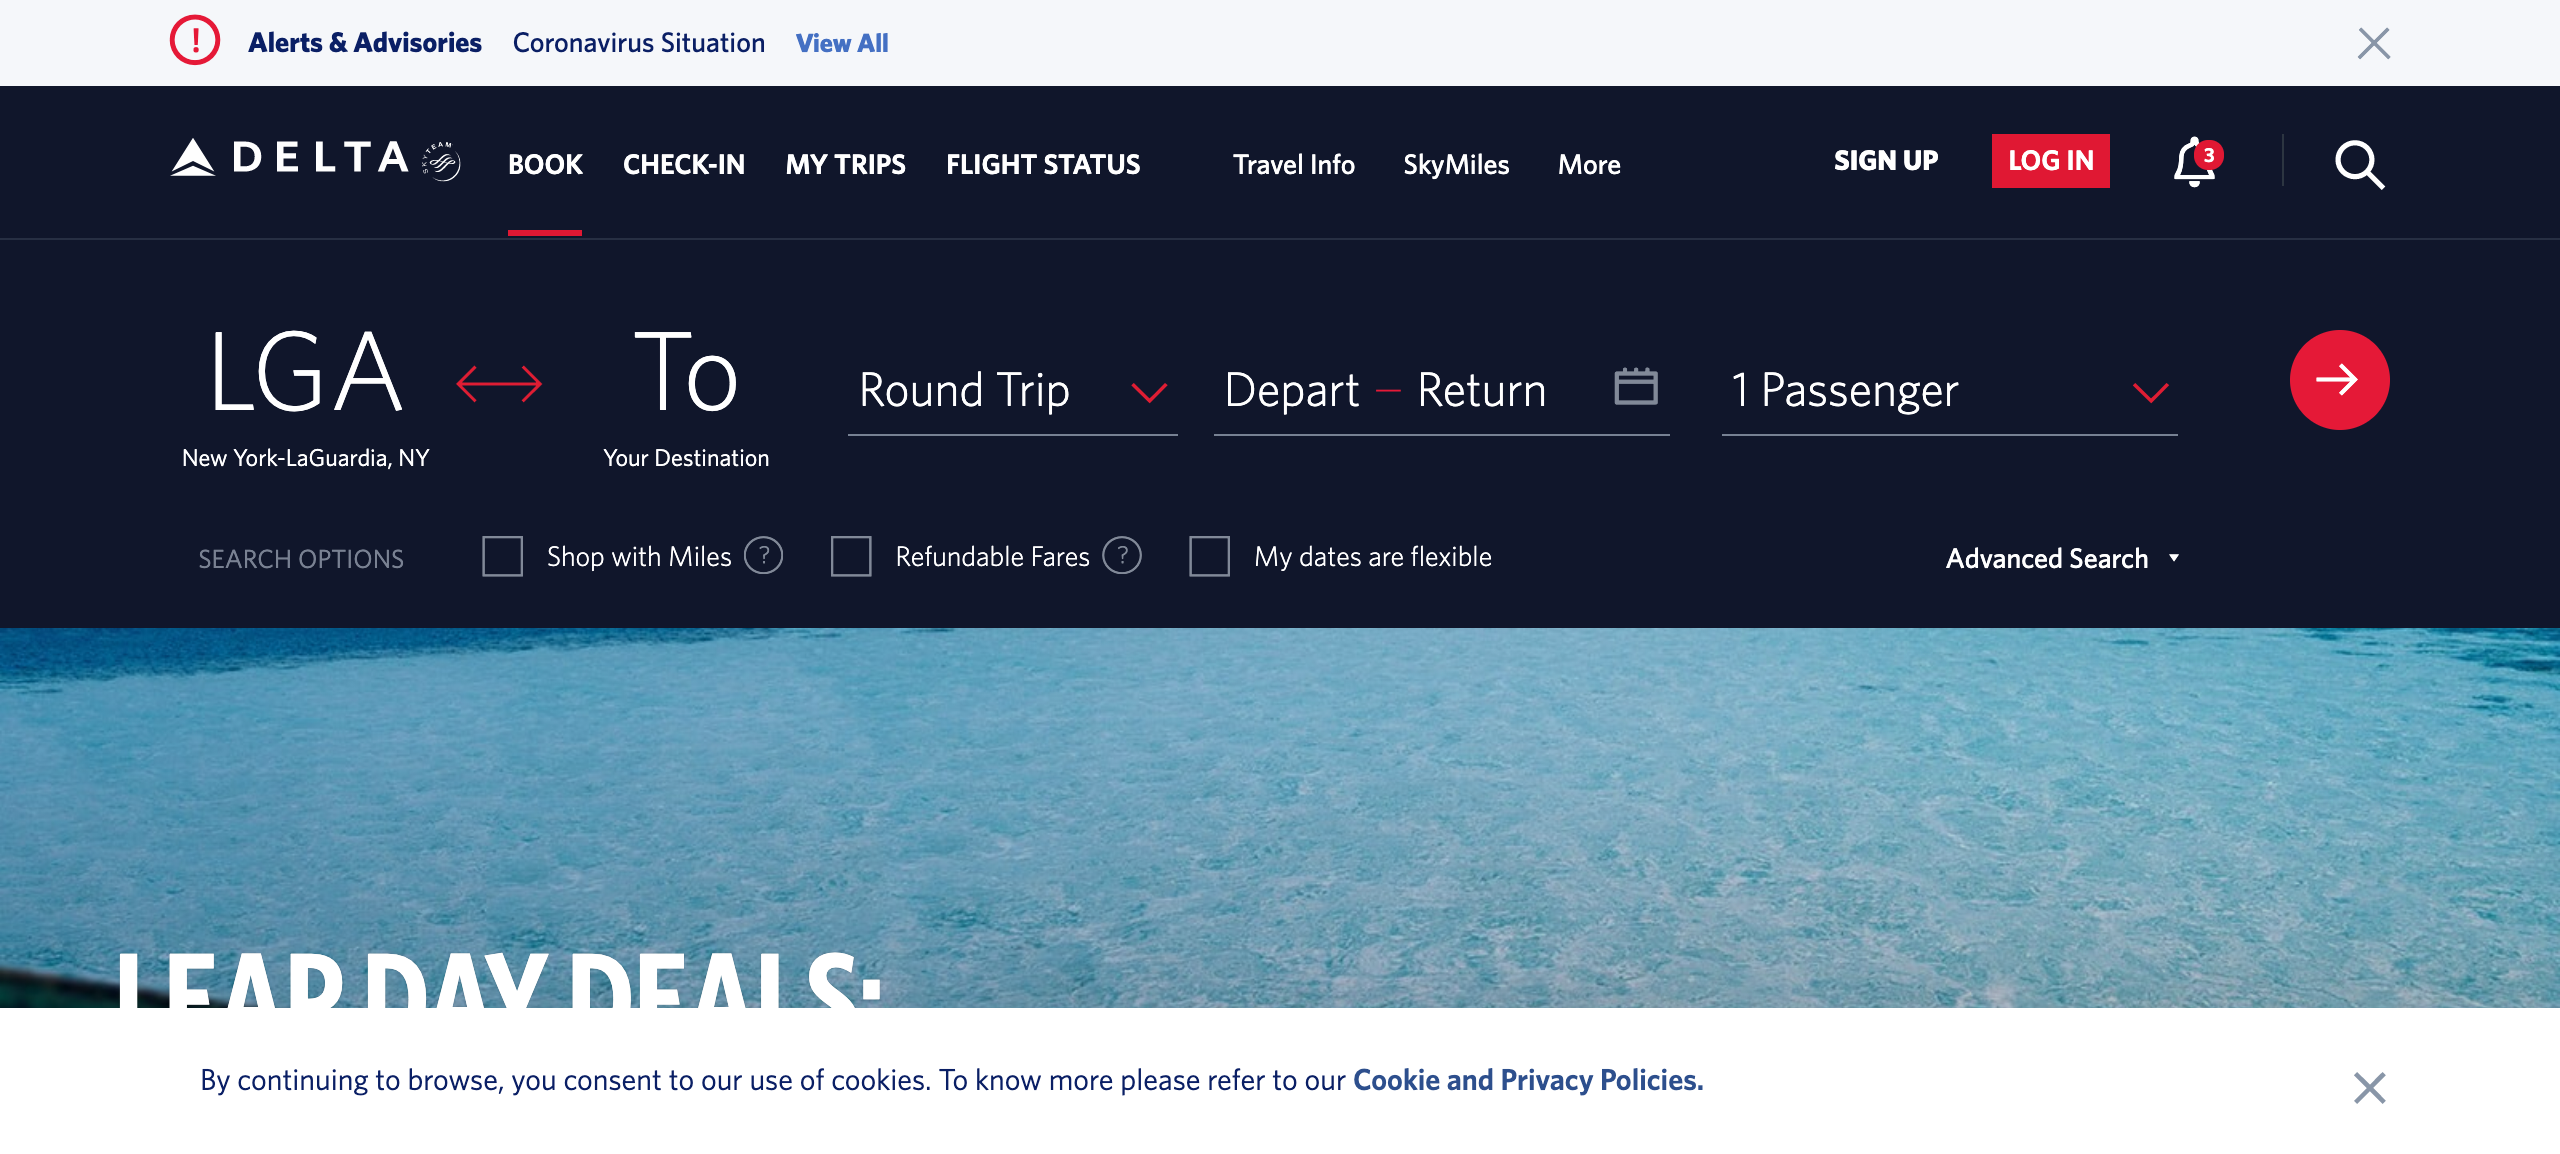 Alerts & Advisories Coronavirus Situation View All
DELTA SKYTEAM BOOK CHECK-IN MY TRIPS FLIGHT STATUS Travel Info SkyMiles More SIGN UP LOG IN 3
LGA To Round Trip Depart — Return 1 Passenger
New York-LaGuardia, NY Your Destination
SEARCH OPTIONS Shop with Miles ? Refundable Fares ? My dates are flexible Advanced Search
LEAP DAY DEALS:
By continuing to browse, you consent to our use of cookies. To know more please refer to our Cookie and Privacy Policies.